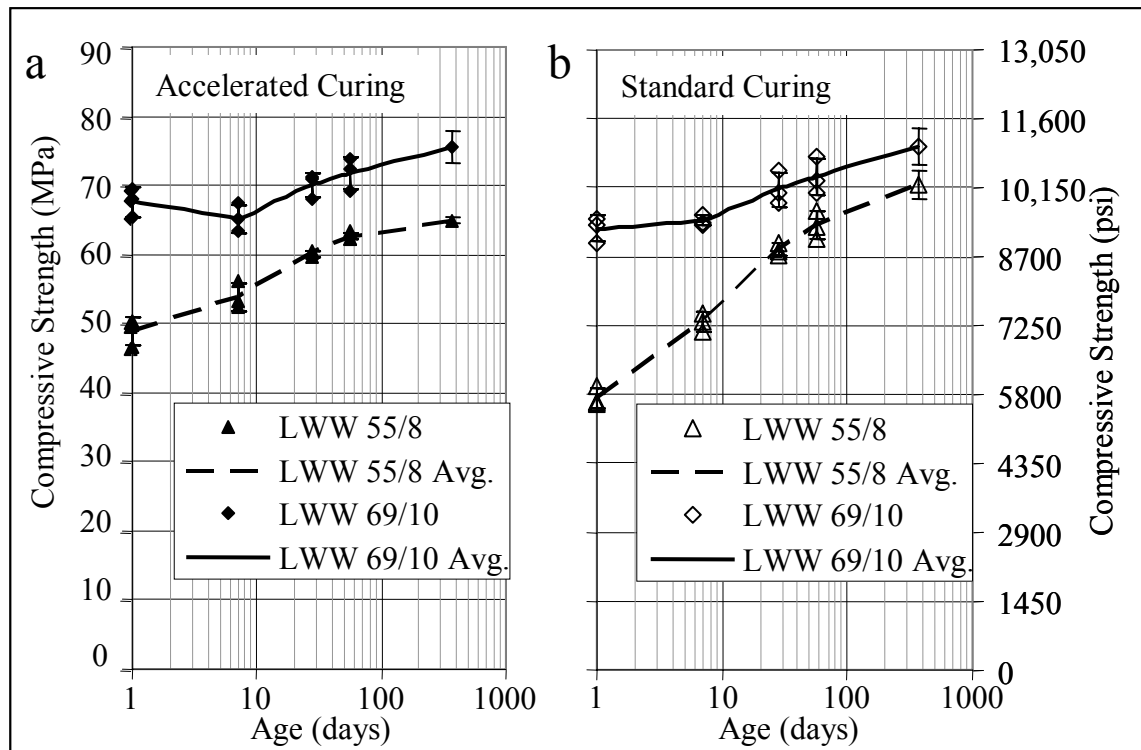 a
Accelerated Curing
90
80
70
60
50
40
30
20
10
0
Compressive Strength (MPa)
LWW 55/8
LWW 55/8 Avg.
LWW 69/10
LWW 69/10 Avg.
1
10
100
1000
Age (days)
b
Standard Curing
13,050
11,600
10,150
8700
7250
5800
4350
2900
1450
0
Compressive Strength (psi)
LWW 55/8
LWW 55/8 Avg.
LWW 69/10
LWW 69/10 Avg.
1
10
100
1000
Age (days)